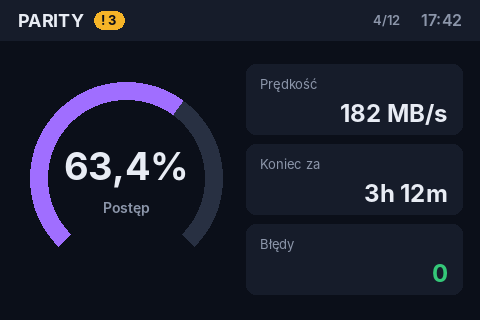 PARITY ! 3 4/12 17:42
63,4%
Postęp
Prędkość
182 MB/s
Koniec za
3h 12m
Błędy
0